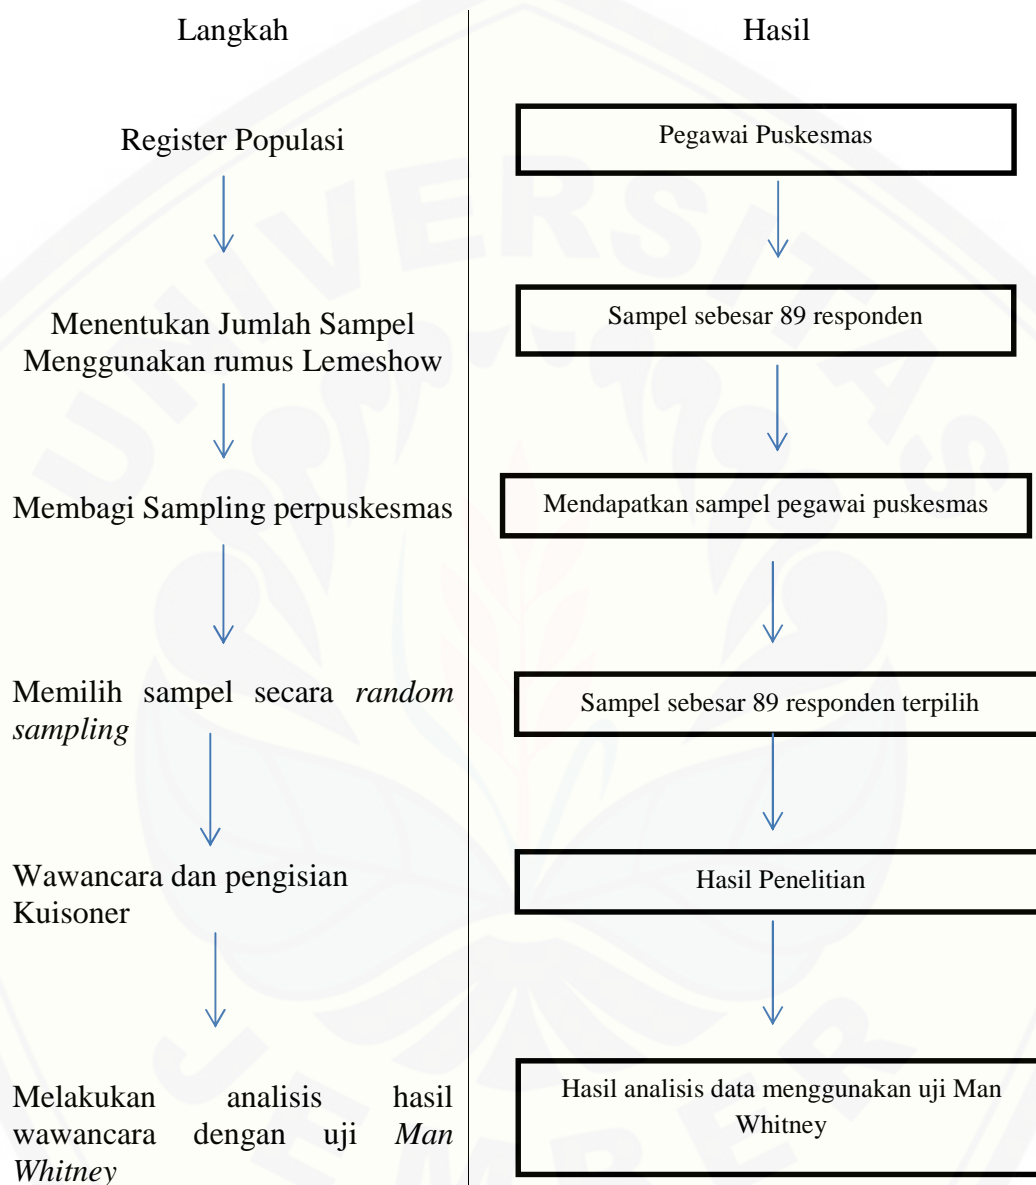 Langkah
Hasil
Register Populasi
Pegawai Puskesmas
Menentukan Jumlah Sampel
Menggunakan rumus Lemeshow
Sampel sebesar 89 responden
Membagi Sampling perpuskesmas
Mendapatkan sampel pegawai puskesmas
Memilih sampel secara random
sampling
Sampel sebesar 89 responden terpilih
Wawancara dan pengisian
Kuisoner
Hasil Penelitian
Melakukan analisis hasil
wawancara dengan uji Man
Whitney
Hasil analisis data menggunakan uji Man
Whitney
UNIVERSITAS
JEMBER